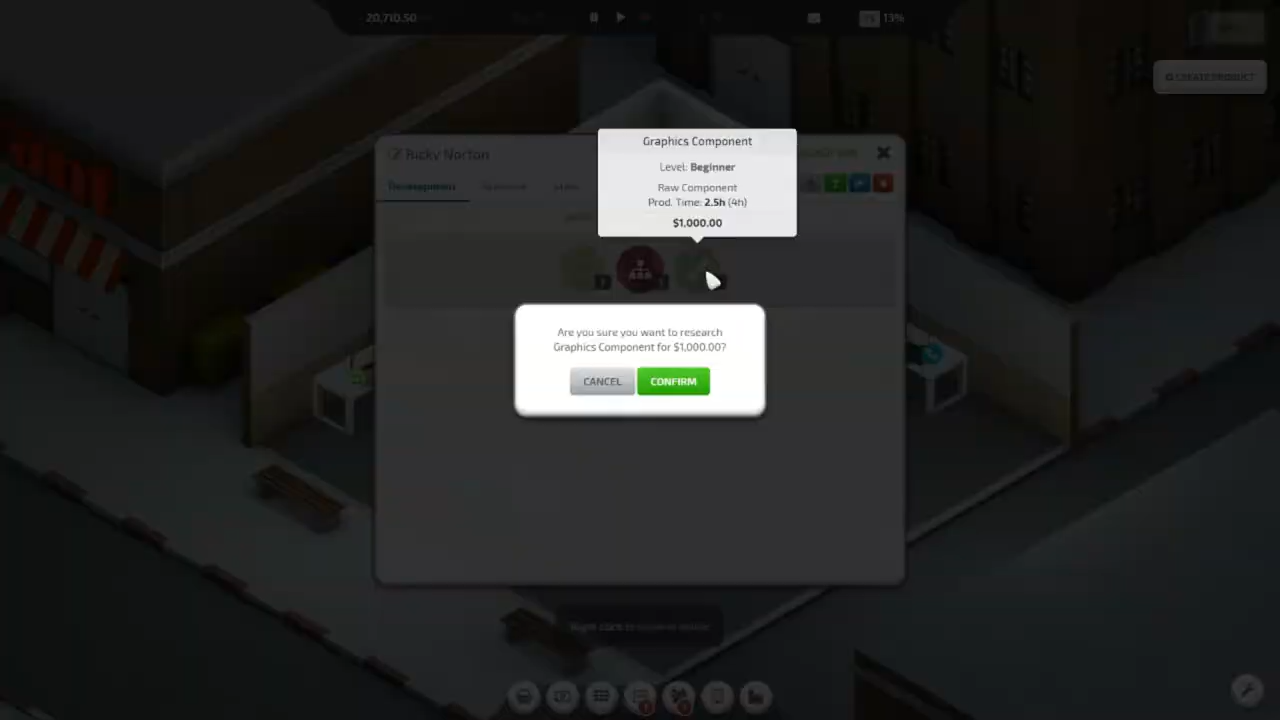 20,710.50
13%
CREATE PRODUCT
Graphics Component
Level: Beginner
Raw Component
Prod. Time: 2.5h (4h)
$1,000.00
Ricky Norton
Development
Are you sure you want to research
Graphics Component for $1,000.00?
CANCEL
CONFIRM